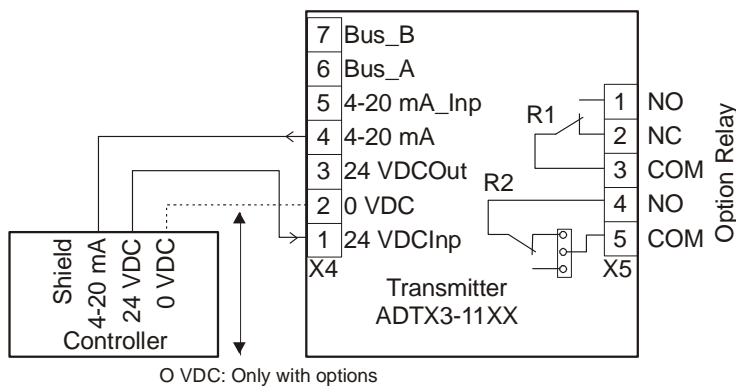 7 Bus_B
6 Bus_A
5 4-20 mA_Inp
4 4-20 mA
3 24 VDCOut
2 0 VDC
1 24 VDCInp
X4
R1
R2
1 NO
2 NC
3 COM
4 NO
5 COM
X5
Option Relay
Transmitter
ADTX3-11XX
Shield
4-20 mA
24 VDC
0 VDC
Controller
O VDC: Only with options